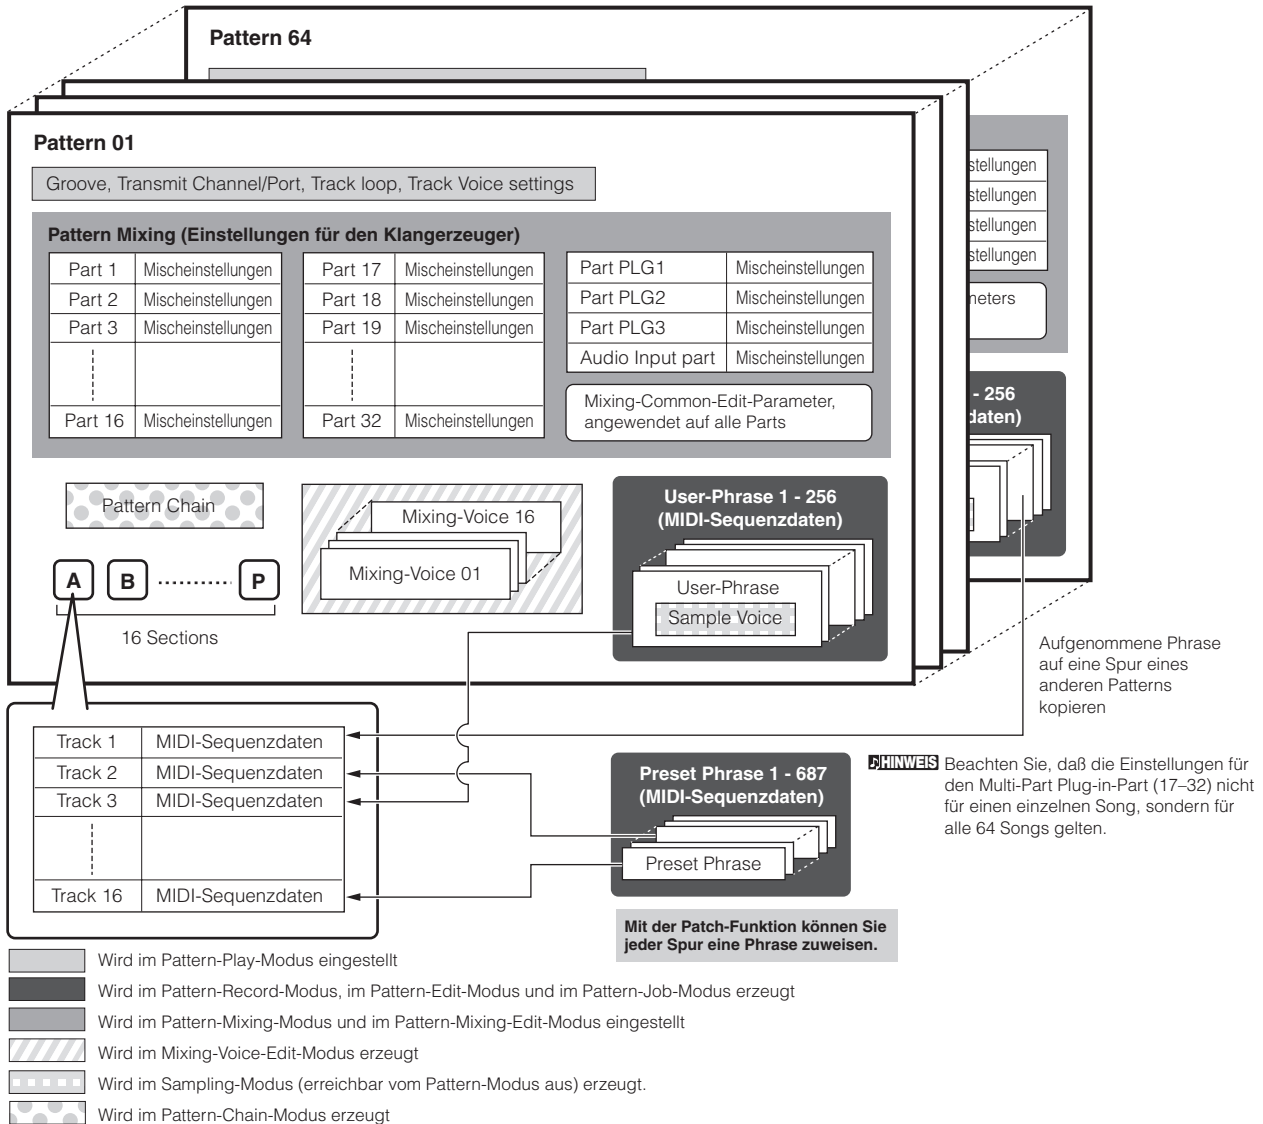 Pattern 64
Pattern 01
Groove, Transmit Channel/Port, Track loop, Track Voice settings
Pattern Mixing (Einstellungen für den Klangerzeuger)
Part 1 Mischeinstellungen
Part 2 Mischeinstellungen
Part 3 Mischeinstellungen
Part 16 Mischeinstellungen
Part 17 Mischeinstellungen
Part 18 Mischeinstellungen
Part 19 Mischeinstellungen
Part 32 Mischeinstellungen
Part PLG1 Mischeinstellungen
Part PLG2 Mischeinstellungen
Part PLG3 Mischeinstellungen
Audio Input part Mischeinstellungen
Mixing-Common-Edit-Parameter,
angewendet auf alle Parts
stellungen
stellungen
stellungen
stellungen
meters
- 256
daten)
Pattern Chain
A B P
16 Sections
Mixing-Voice 16
Mixing-Voice 01
User-Phrase 1 - 256
(MIDI-Sequenzdaten)
User-Phrase
Sample Voice
Aufgenommene Phrase
auf eine Spur eines
anderen Patterns
kopieren
Track 1 MIDI-Sequenzdaten
Track 2 MIDI-Sequenzdaten
Track 3 MIDI-Sequenzdaten
Track 16 MIDI-Sequenzdaten
Preset Phrase 1 - 687
(MIDI-Sequenzdaten)
Preset Phrase
HINWEIS Beachten Sie, daß die Einstellungen für
den Multi-Part Plug-in-Part (17–32) nicht
für einen einzelnen Song, sondern für
alle 64 Songs gelten.
Mit der Patch-Funktion können Sie
jeder Spur eine Phrase zuweisen.
Wird im Pattern-Play-Modus eingestellt
Wird im Pattern-Record-Modus, im Pattern-Edit-Modus und im Pattern-Job-Modus erzeugt
Wird im Pattern-Mixing-Modus und im Pattern-Mixing-Edit-Modus eingestellt
Wird im Mixing-Voice-Edit-Modus erzeugt
Wird im Sampling-Modus (erreichbar vom Pattern-Modus aus) erzeugt.
Wird im Pattern-Chain-Modus erzeugt